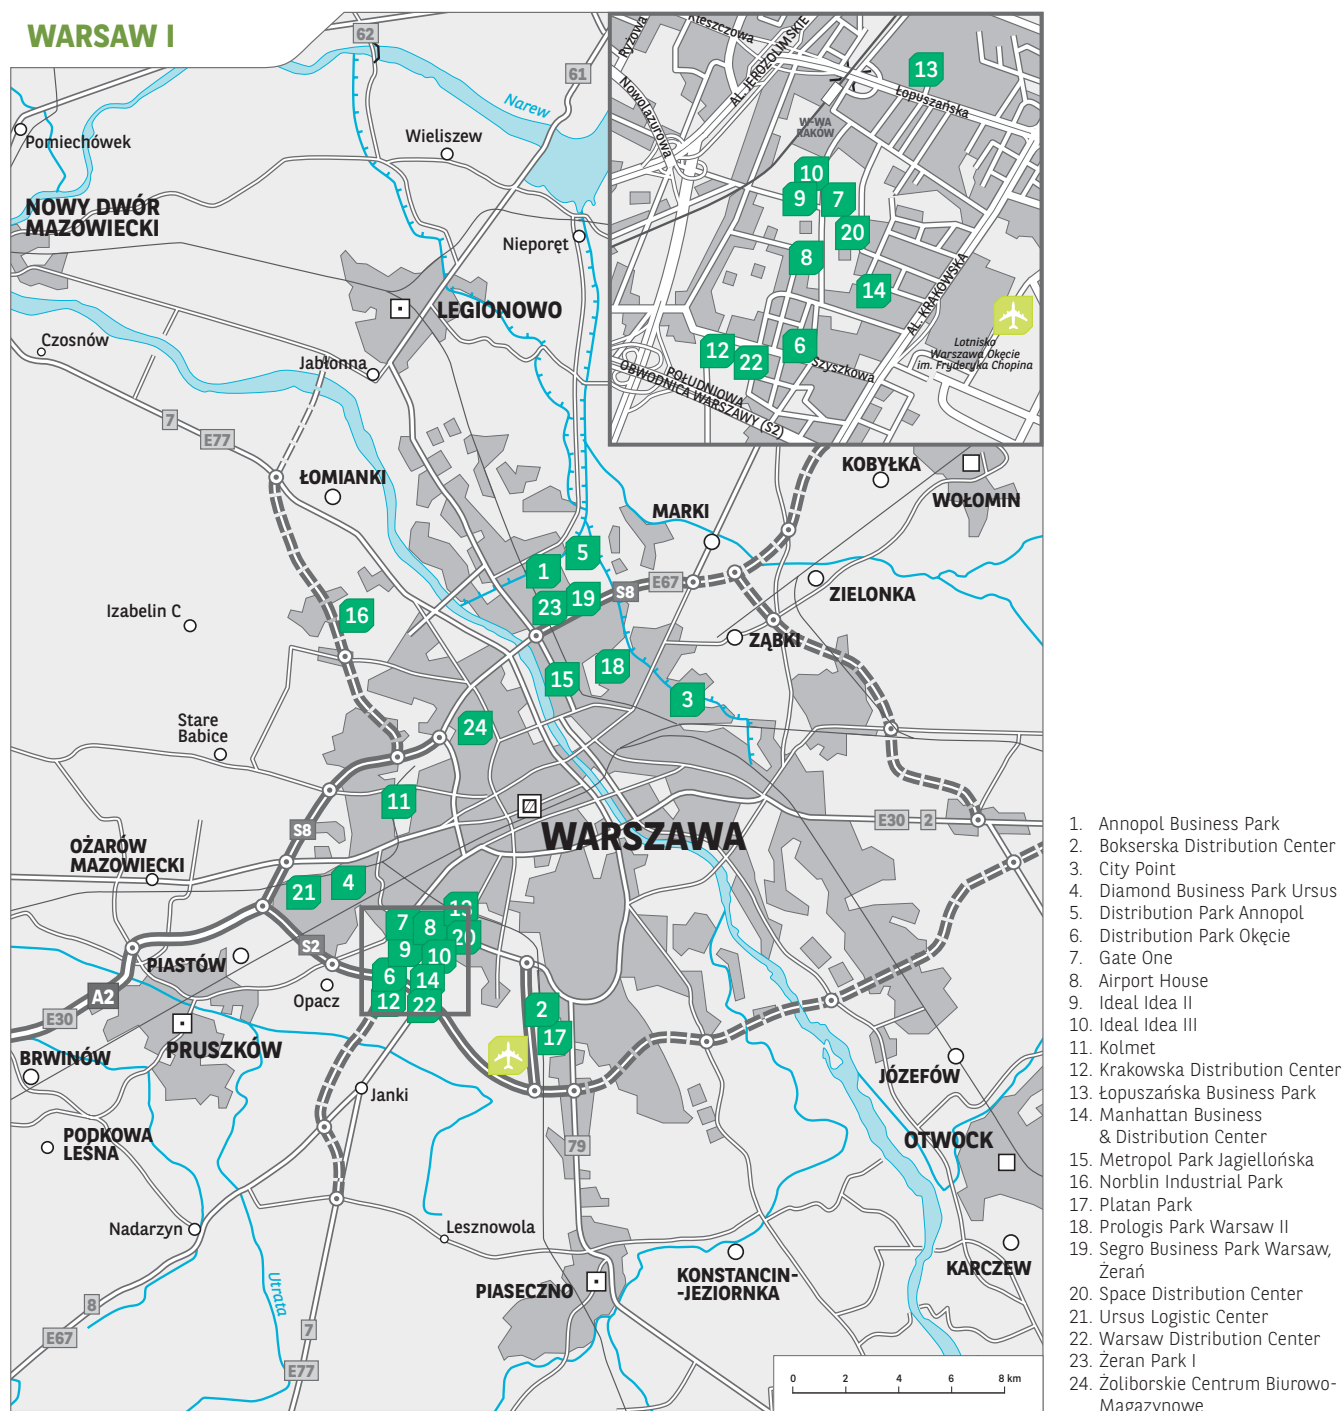 WARSAW I
62
61
Narew
Pomiechówek
Wieliszew
NOWY DWÓR
MAZOWIECKI
Nieporęt
LEGIONOWO
Czosnów
Jabłonna
7
E77
ŁOMIANKI
Kleszczowa
Ryżowa
AL. JEROZOLIMSKIE
Nowolazurowa
13
Łopuszańska
W-WA
RAKÓW
10
9
7
20
8
14
AL. KRAKOWSKA
12
22
6
Szyszkowa
POŁUDNIOWA
OBWODNICA WARSZAWY (S2)
Lotnisko
Warszawa Okęcie
im. Fryderyka Chopina
KOBYŁKA
WOŁOMIN
MARKI
5
1
E67
S8
19
23
ZIELONKA
Izabelin C
16
ZĄBKI
18
15
3
Stare
Babice
24
11
S8
WARSZAWA
E30
2
OŻARÓW
MAZOWIECKI
21
4
13
7
8
20
S2
9
10
PIASTÓW
6
14
Opacz
12
22
2
A2
E30
17
PRUSZKÓW
BRWINÓW
JÓZEFÓW
Janki
PODKOWA
LEŚNA
OTWOCK
79
Nadarzyn
Lesznowola
KONSTANCIN-
-JEZIORNKA
KARCZEW
PIASECZNO
Utrata
8
E67
7
E77
0 2 4 6 8 km
1. Annopol Business Park
2. Bokserska Distribution Center
3. City Point
4. Diamond Business Park Ursus
5. Distribution Park Annopol
6. Distribution Park Okęcie
7. Gate One
8. Airport House
9. Ideal Idea II
10. Ideal Idea III
11. Kolmet
12. Krakowska Distribution Center
13. Łopuszańska Business Park
14. Manhattan Business
& Distribution Center
15. Metropol Park Jagiellońska
16. Norblin Industrial Park
17. Platan Park
18. Prologis Park Warsaw II
19. Segro Business Park Warsaw,
Żerań
20. Space Distribution Center
21. Ursus Logistic Center
22. Warsaw Distribution Center
23. Żeran Park I
24. Żoliborskie Centrum Biurowo-
Magazynowe